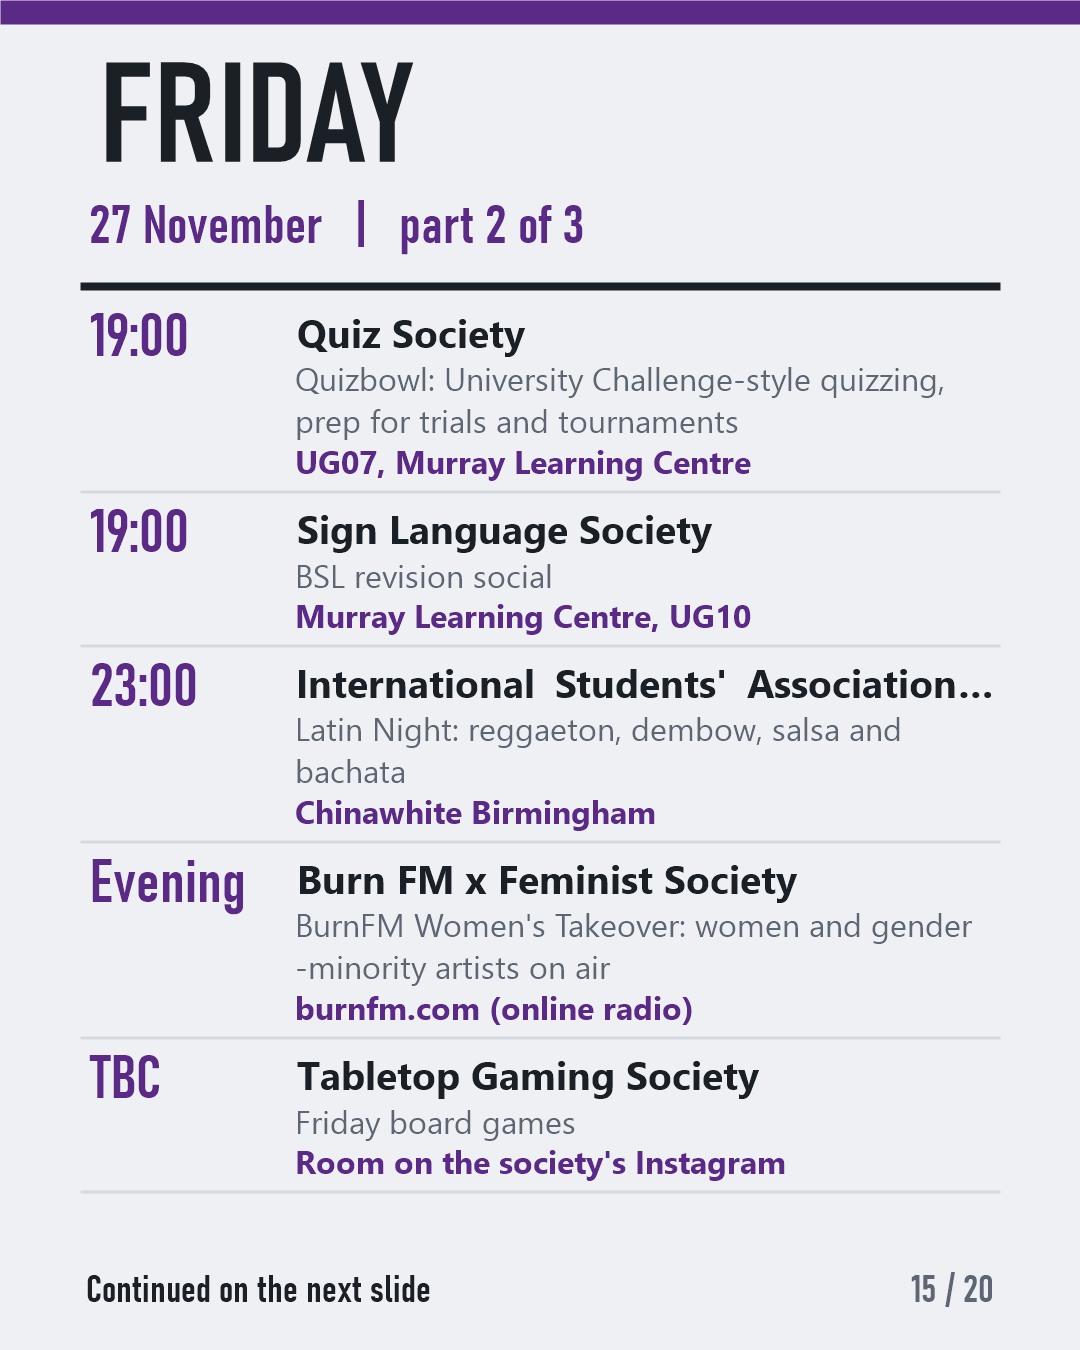 FRIDAY
27 November | part 2 of 3
19:00
Quiz Society
Quizbowl: University Challenge-style quizzing,
prep for trials and tournaments
UG07, Murray Learning Centre
19:00
Sign Language Society
BSL revision social
Murray Learning Centre, UG10
23:00
International Students' Association...
Latin Night: reggaeton, dembow, salsa and
bachata
Chinawhite Birmingham
Evening
Burn FM x Feminist Society
BurnFM Women's Takeover: women and gender
-minority artists on air
burnfm.com (online radio)
TBC
Tabletop Gaming Society
Friday board games
Room on the society's Instagram
Continued on the next slide
15 / 20